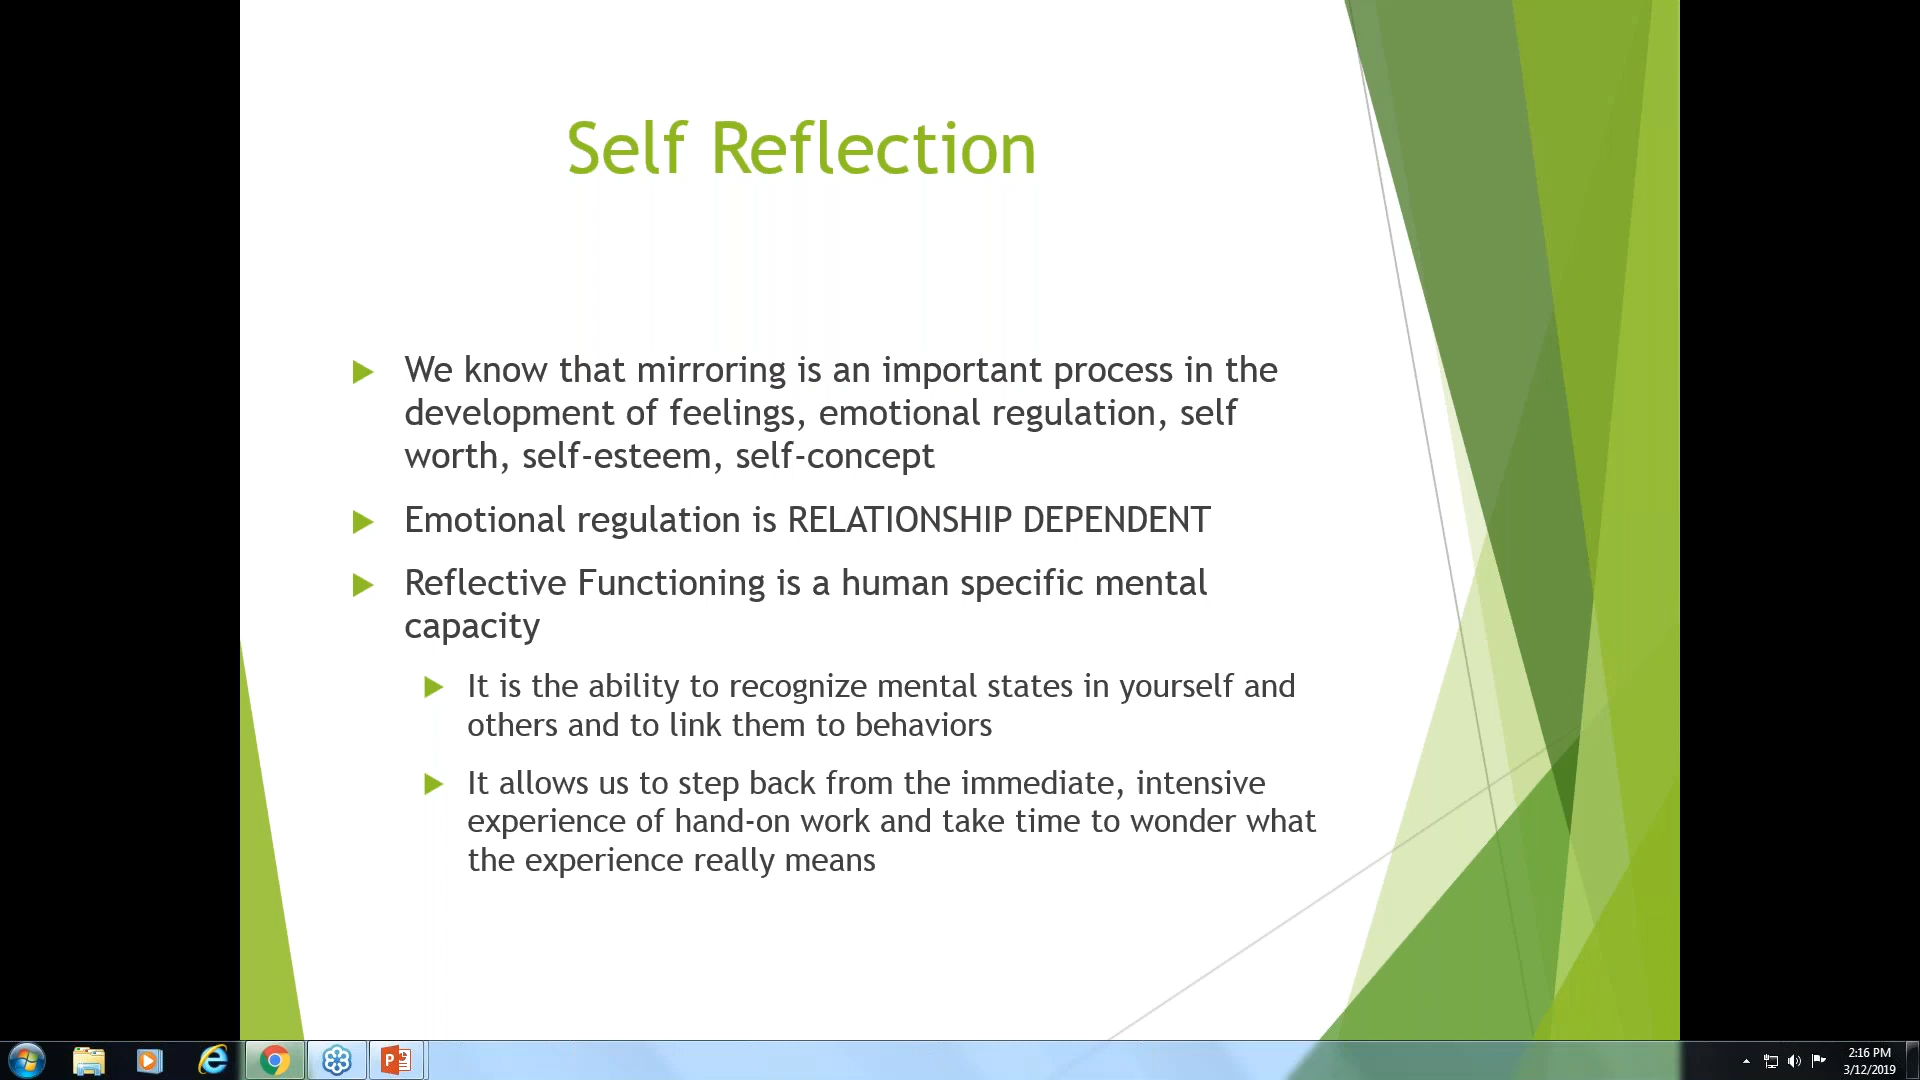 Self Reflection
We know that mirroring is an important process in the
development of feelings, emotional regulation, self
worth, self-esteem, self-concept
Emotional regulation is RELATIONSHIP DEPENDENT
Reflective Functioning is a human specific mental
capacity
It is the ability to recognize mental states in yourself and
others and to link them to behaviors
It allows us to step back from the immediate, intensive
experience of hand-on work and take time to wonder what
the experience really means
2:16 PM
3/12/2019